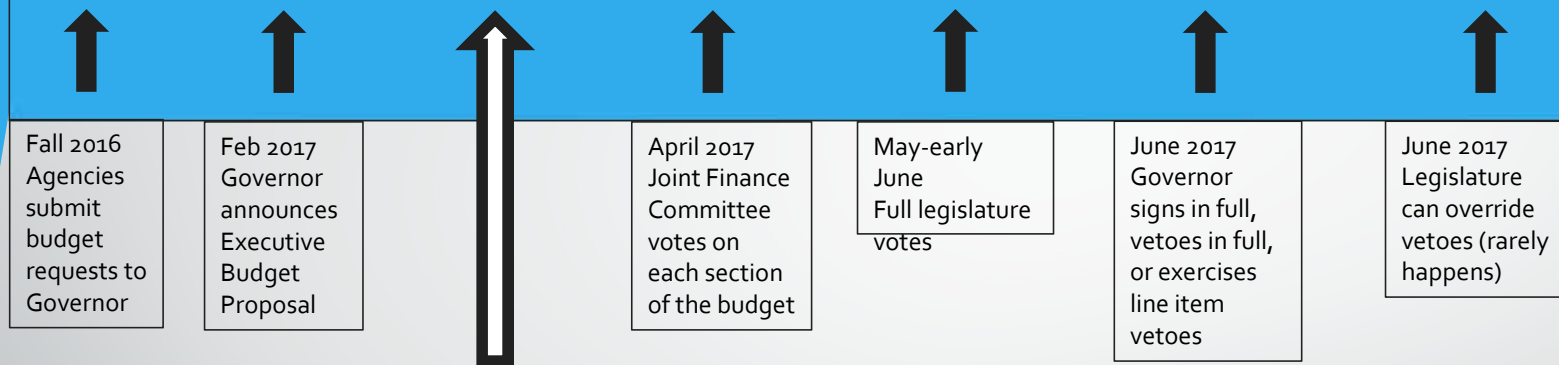 Fall 2016
Agencies
submit
budget
requests to
Governor
Feb 2017
Governor
announces
Executive
Budget
Proposal
April 2017
Joint Finance
Committee
votes on
each section
of the budget
May-early
June
Full legislature
votes
June 2017
Governor
signs in full,
vetoes in full,
or exercises
line item
vetoes
June 2017
Legislature
can override
vetoes (rarely
happens)